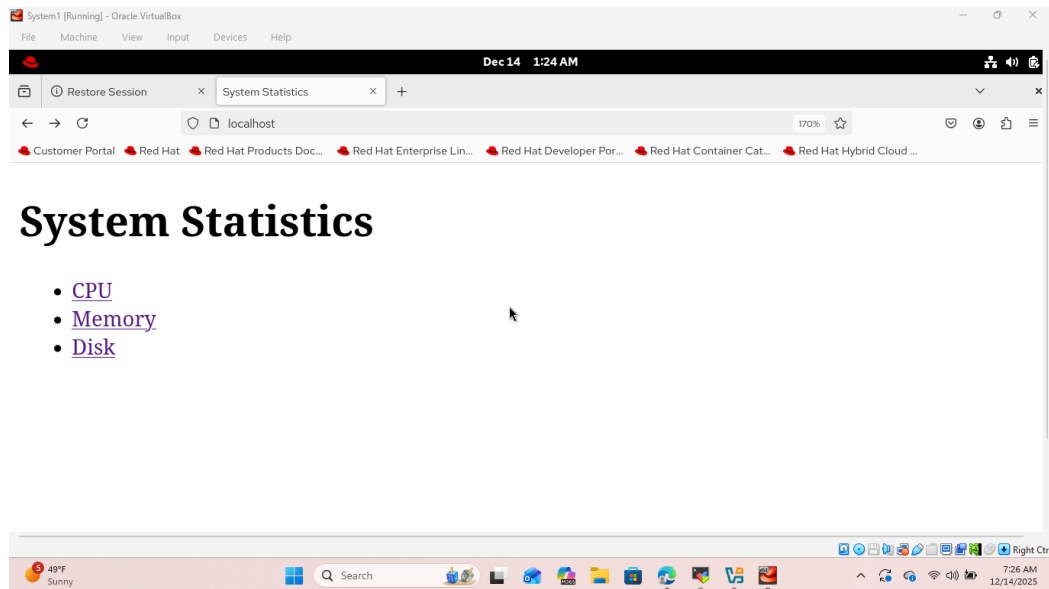 System1 [Running] - Oracle VirtualBox
File Machine View Input Devices Help
Dec 14 1:24 AM
Restore Session
System Statistics
localhost
170%
Customer Portal
Red Hat
Red Hat Products Doc...
Red Hat Enterprise Lin...
Red Hat Developer Por...
Red Hat Container Cat...
Red Hat Hybrid Cloud ...
System Statistics
CPU
Memory
Disk
Right Ctr
5
49°F
Sunny
Search
7:26 AM
12/14/2025